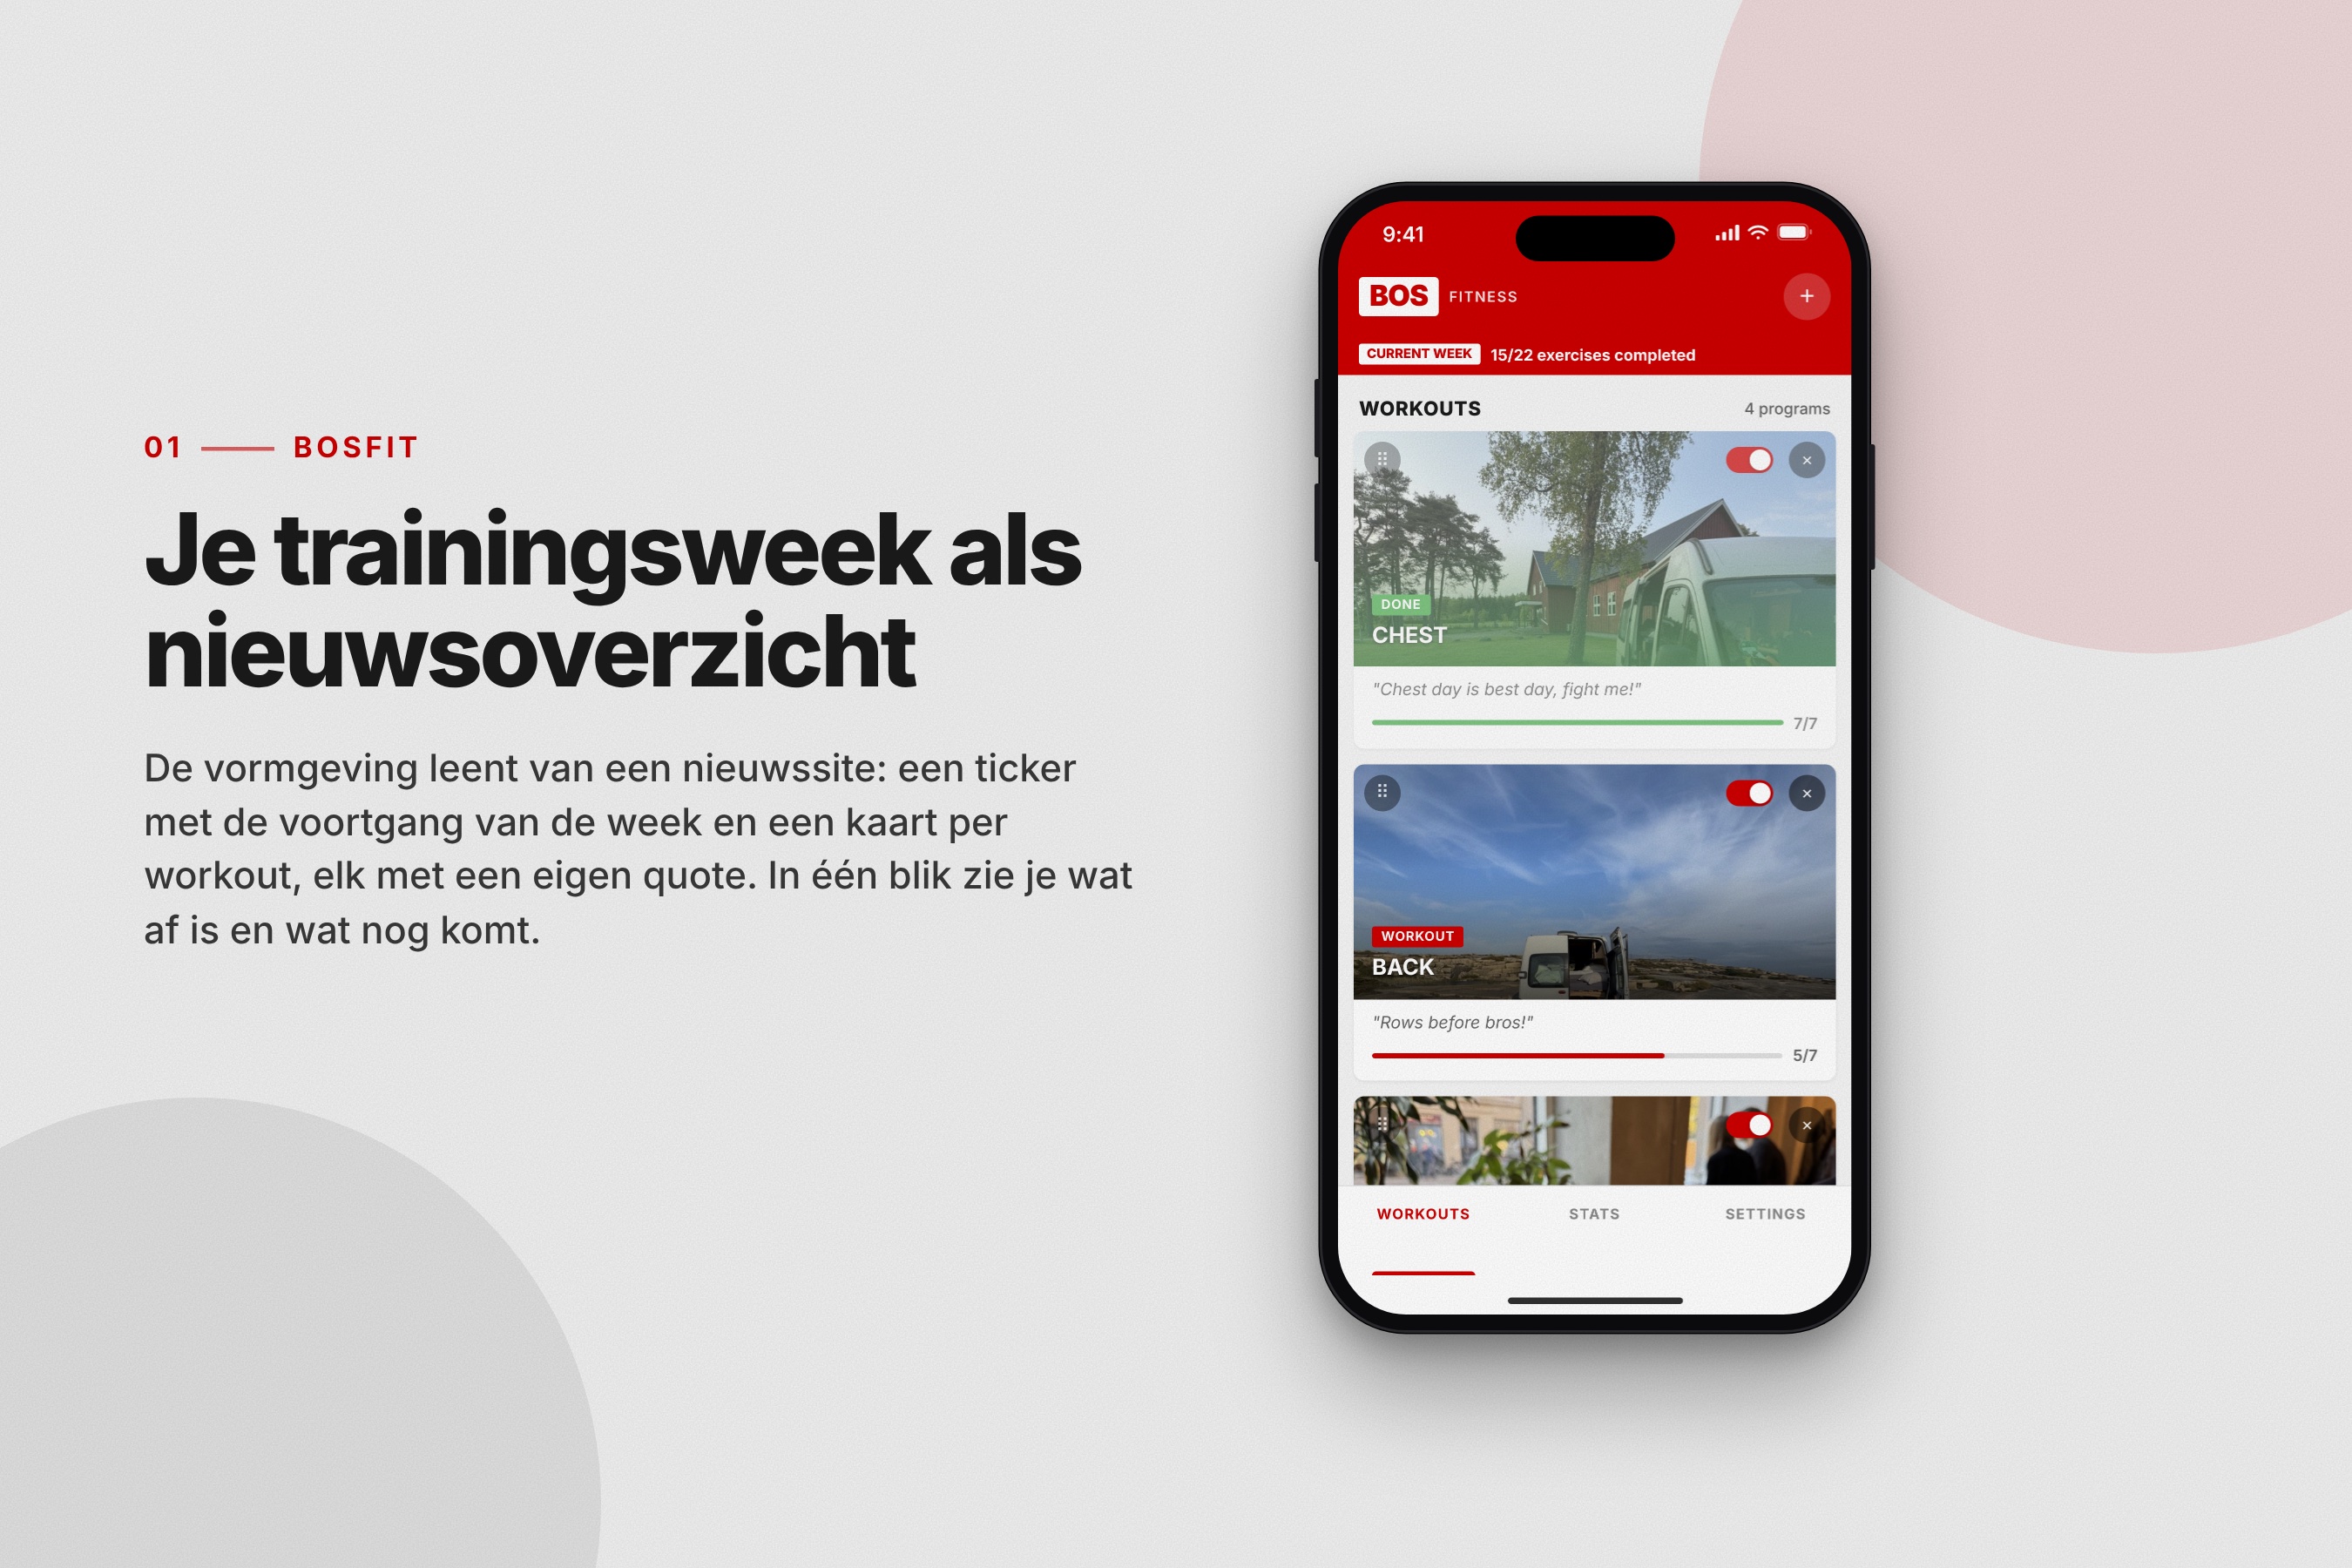 01 BOSFIT
Je trainingsweek als
nieuwsoverzicht
De vormgeving leent van een nieuwssite: een ticker
met de voortgang van de week en een kaart per
workout, elk met een eigen quote. In één blik zie je wat
af is en wat nog komt.
9:41
BOS FITNESS
+
CURRENT WEEK 15/22 exercises completed
WORKOUTS 4 programs
DONE
CHEST
"Chest day is best day, fight me!"
7/7
WORKOUT
BACK
"Rows before bros!"
5/7
WORKOUTS STATS SETTINGS